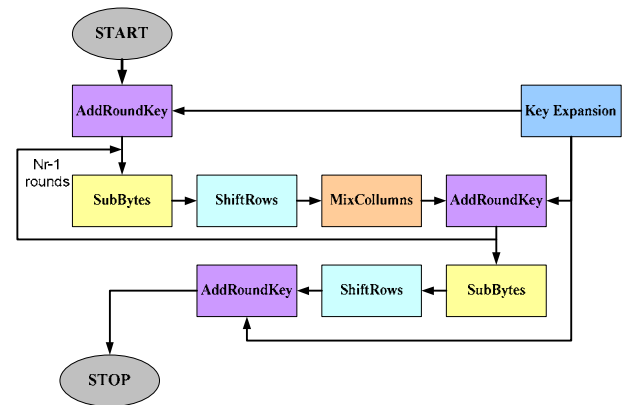 START
AddRoundKey
Key Expansion
Nr-1
rounds
SubBytes
ShiftRows
MixCollumns
AddRoundKey
AddRoundKey
ShiftRows
SubBytes
STOP